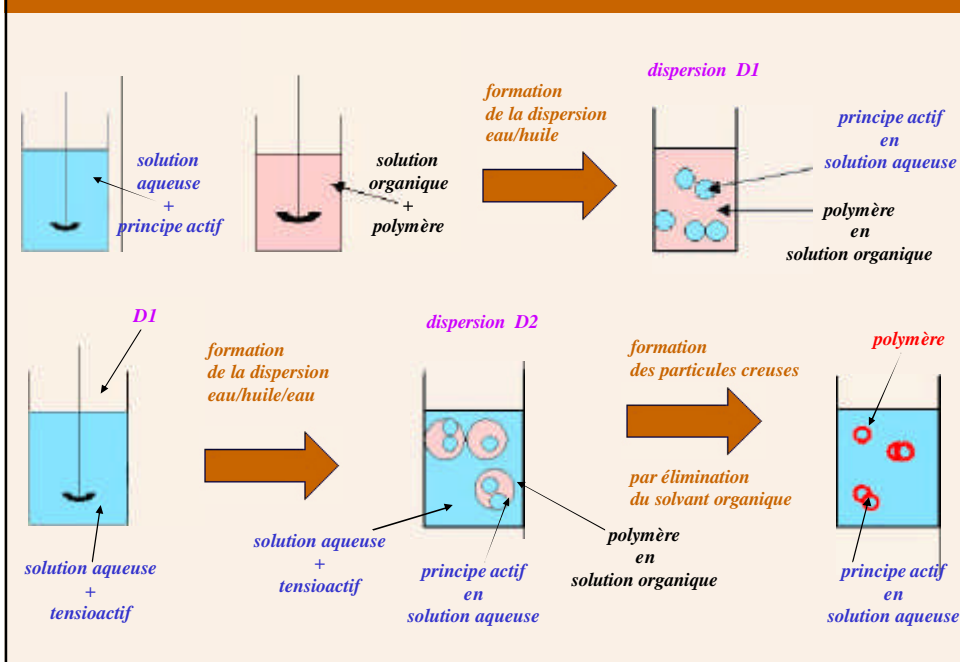 solution
aqueuse
+
principe actif
solution
organique
+
polymère
formation
de la dispersion
eau/huile
dispersion D1
principe actif
en
solution aqueuse
polymère
en
solution organique
D1
solution aqueuse
+
tensioactif
formation
de la dispersion
eau/huile/eau
dispersion D2
solution aqueuse
+
tensioactif
principe actif
en
solution aqueuse
polymère
en
solution organique
formation
des particules creuses
par élimination
du solvant organique
polymère
principe actif
en
solution aqueuse